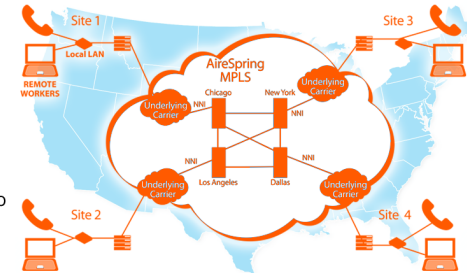 Site 1
Local LAN
REMOTE
WORKERS
AireSpring
MPLS
Chicago
New York
Site 3
Underlying
Carrier
NNI
Underlying
Carrier
NNI
NNI
NNI
Underlying
Carrier
Los Angeles
Dallas
Underlying
Carrier
Site 2
Site 4